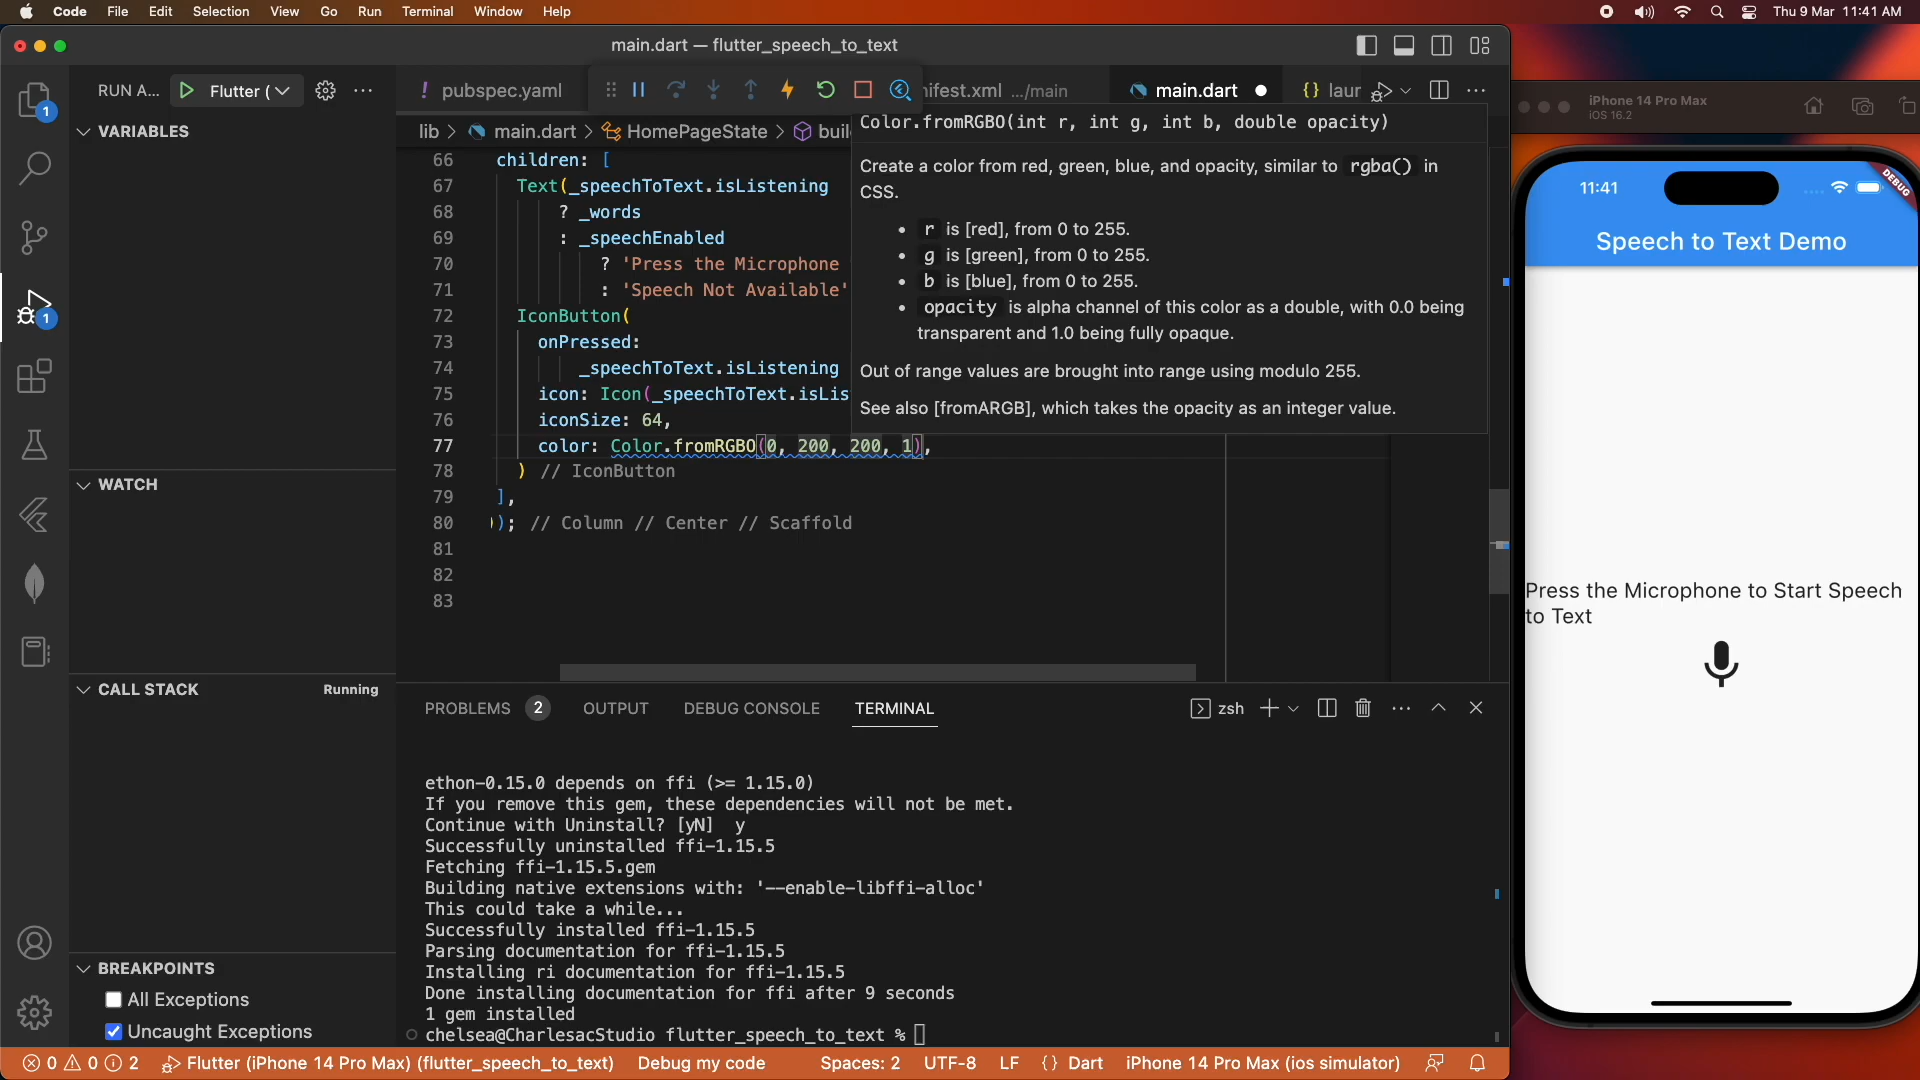 Code File Edit Selection View Go Run Terminal Window Help
Thu 9 Mar 11:41 AM
main.dart — flutter_speech_to_text
RUN A... Flutter (
pubspec.yaml
nifest.xml .../main
main.dart
{} laur
1
VARIABLES
lib > main.dart > HomePageState > buil
66 children: [
67 Text(_speechToText.isListening
68 ? _words
69 : _speechEnabled
70 ? 'Press the Microphone
71 : 'Speech Not Available'
72 IconButton(
73 onPressed:
74 _speechToText.isListening
75 icon: Icon(_speechToText.isLis
76 iconSize: 64,
77 color: Color.fromRGBO(0, 200, 200, 1),
78 ) // IconButton
79 ],
80 )); // Column // Center // Scaffold
81
82
83
Color.fromRGBO(int r, int g, int b, double opacity)
Create a color from red, green, blue, and opacity, similar to rgba() in
CSS.
• r is [red], from 0 to 255.
• g is [green], from 0 to 255.
• b is [blue], from 0 to 255.
• opacity is alpha channel of this color as a double, with 0.0 being
transparent and 1.0 being fully opaque.
Out of range values are brought into range using modulo 255.
See also [fromARGB], which takes the opacity as an integer value.
1
WATCH
CALL STACK Running
BREAKPOINTS
All Exceptions
Uncaught Exceptions
PROBLEMS 2 OUTPUT DEBUG CONSOLE TERMINAL
zsh
ethon-0.15.0 depends on ffi (>= 1.15.0)
If you remove this gem, these dependencies will not be met.
Continue with Uninstall? [yN] y
Successfully uninstalled ffi-1.15.5
Fetching ffi-1.15.5.gem
Building native extensions with: '--enable-libffi-alloc'
This could take a while...
Successfully installed ffi-1.15.5
Parsing documentation for ffi-1.15.5
Installing ri documentation for ffi-1.15.5
Done installing documentation for ffi after 9 seconds
1 gem installed
chelsea@CharlesacStudio flutter_speech_to_text %
0 0 2 Flutter (iPhone 14 Pro Max) (flutter_speech_to_text) Debug my code Spaces: 2 UTF-8 LF {} Dart iPhone 14 Pro Max (ios simulator)
iPhone 14 Pro Max
iOS 16.2
11:41
DEBUG
Speech to Text Demo
Press the Microphone to Start Speech
to Text